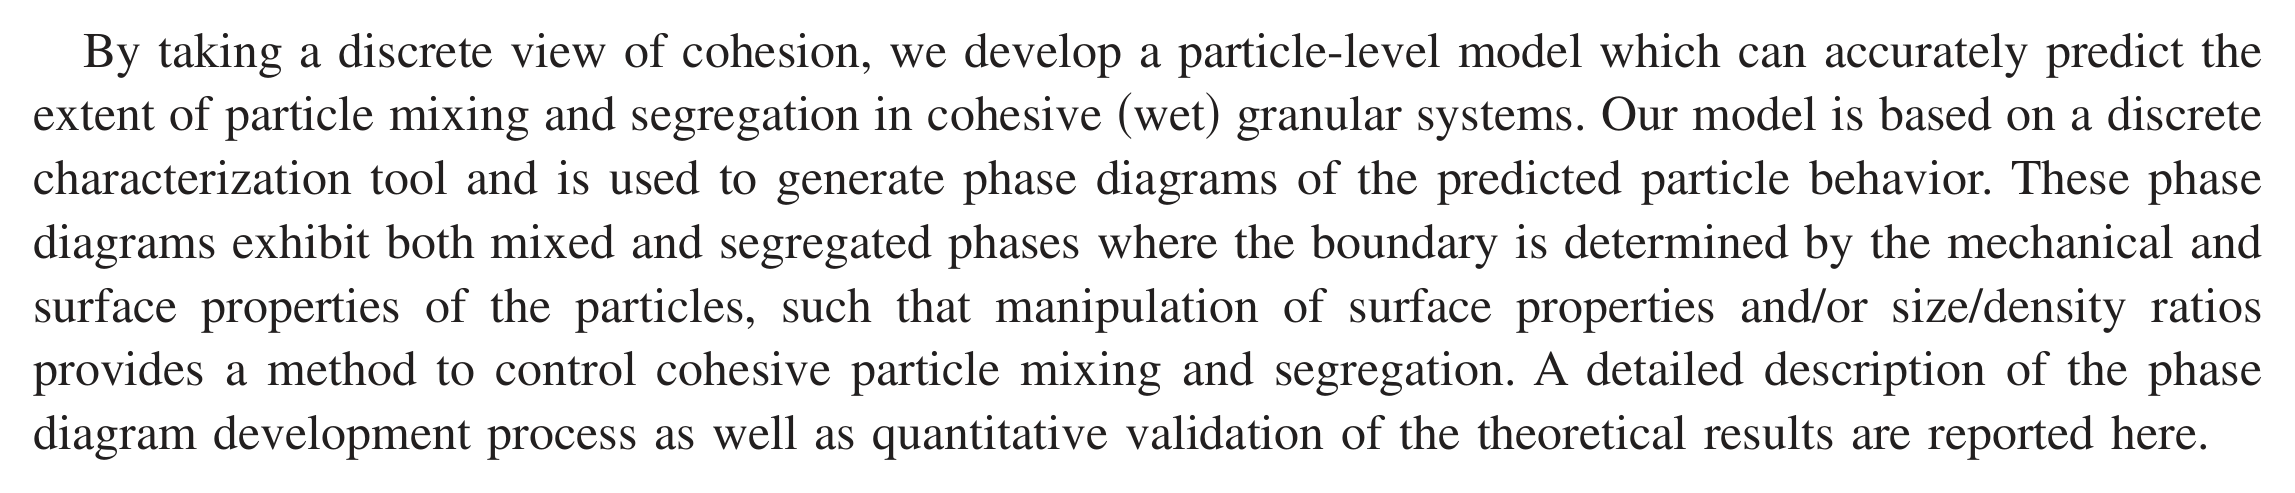 By taking a discrete view of cohesion, we develop a particle-level model which can accurately predict the
extent of particle mixing and segregation in cohesive (wet) granular systems. Our model is based on a discrete
characterization tool and is used to generate phase diagrams of the predicted particle behavior. These phase
diagrams exhibit both mixed and segregated phases where the boundary is determined by the mechanical and
surface properties of the particles, such that manipulation of surface properties and/or size/density ratios
provides a method to control cohesive particle mixing and segregation. A detailed description of the phase
diagram development process as well as quantitative validation of the theoretical results are reported here.